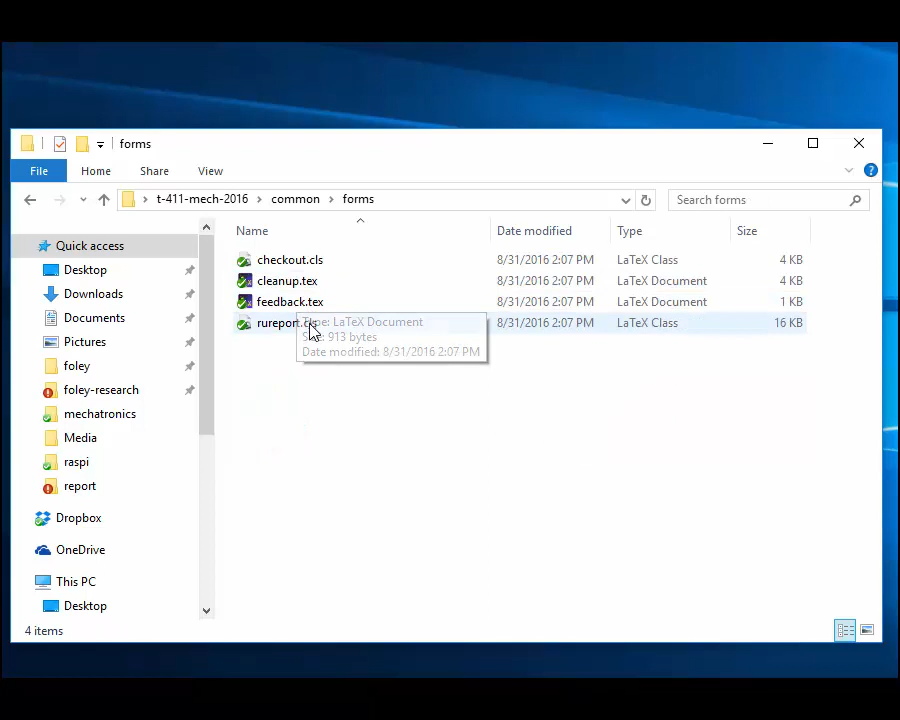 forms
File Home Share View
t-411-mech-2016 common forms Search forms
Name Date modified Type Size
checkout.cls 8/31/2016 2:07 PM LaTeX Class 4 KB
cleanup.tex 8/31/2016 2:07 PM LaTeX Document 4 KB
feedback.tex 8/31/2016 2:07 PM LaTeX Document 1 KB
rureport.cls 8/31/2016 2:07 PM LaTeX Class 16 KB
Type: LaTeX Document
Size: 913 bytes
Date modified: 8/31/2016 2:07 PM
Quick access
Desktop
Downloads
Documents
Pictures
foley
foley-research
mechatronics
Media
raspi
report
Dropbox
OneDrive
This PC
Desktop
4 items